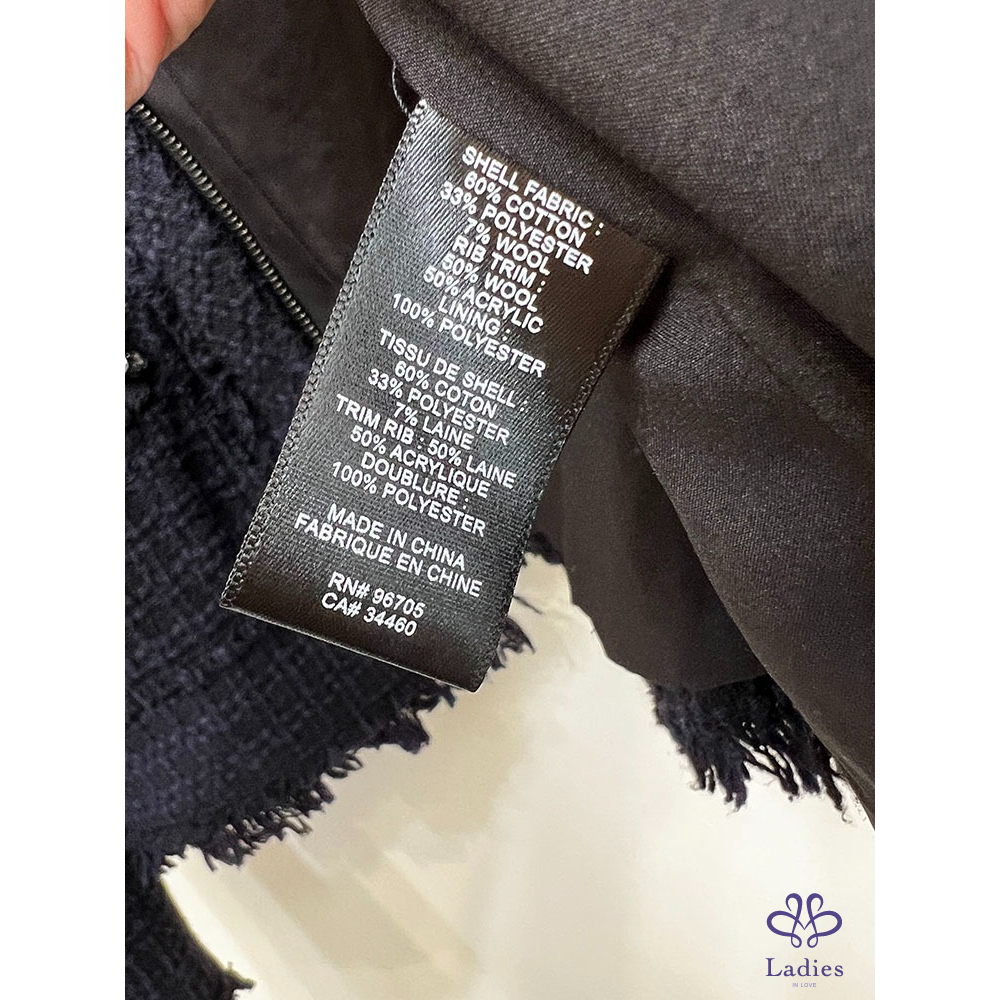 SHELL FABRIC :
60% COTTON
33% POLYESTER
7% WOOL
RIB TRIM :
50% WOOL
50% ACRYLIC
LINING :
100% POLYESTER
TISSU DE SHELL :
60% COTON
33% POLYESTER
7% LAINE
TRIM RIB : 50% LAINE
50% ACRYLIQUE
DOUBLURE :
100% POLYESTER
MADE IN CHINA
FABRIQUE EN CHINE
RN# 96705
CA# 34460
Ladies
IN LOVE